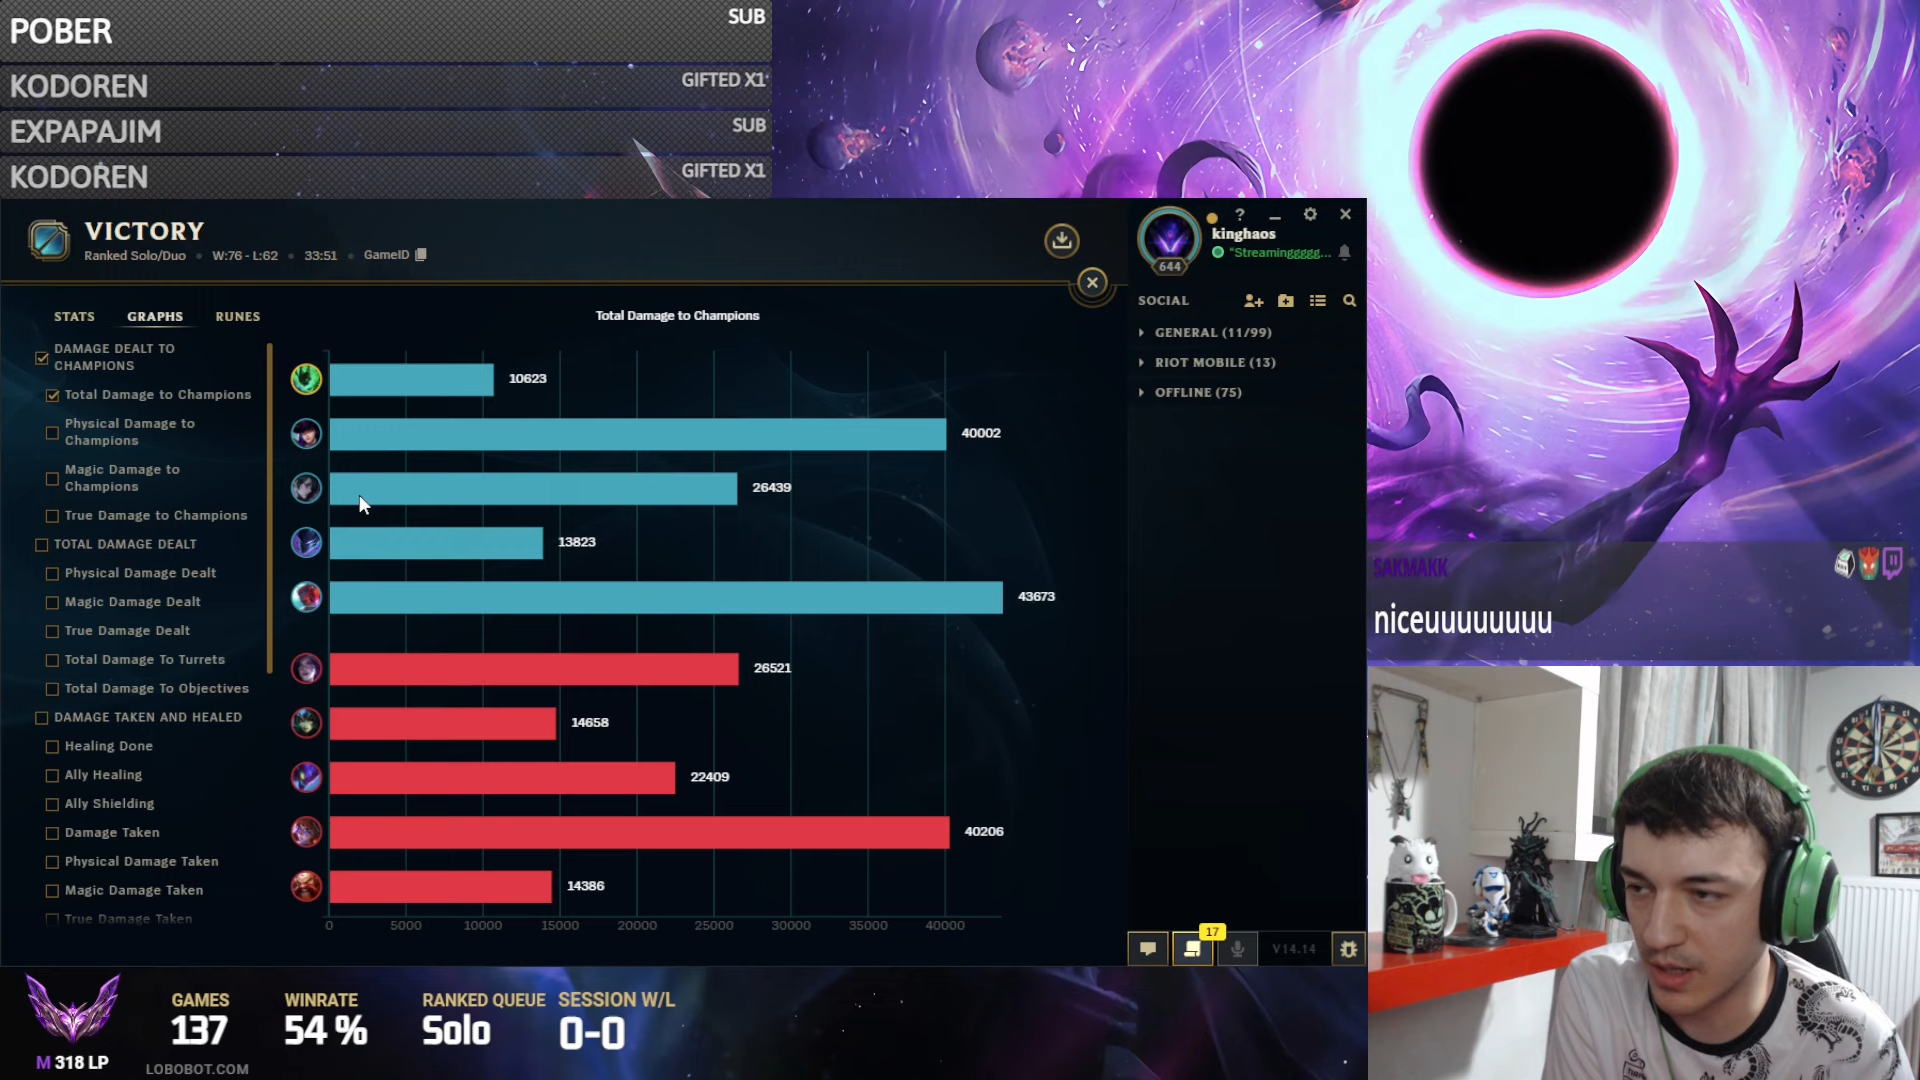 POBER SUB
KODOREN GIFTED X1
EXPAPAJIM SUB
KODOREN GIFTED X1
VICTORY
Ranked Solo/Duo • W:76 - L:62 • 33:51 • GameID
644
?
kinghaos
"Streaminggggg...
STATS GRAPHS RUNES
Total Damage to Champions
DAMAGE DEALT TO
CHAMPIONS
Total Damage to Champions
Physical Damage to
Champions
Magic Damage to
Champions
True Damage to Champions
TOTAL DAMAGE DEALT
Physical Damage Dealt
Magic Damage Dealt
True Damage Dealt
Total Damage To Turrets
Total Damage To Objectives
DAMAGE TAKEN AND HEALED
Healing Done
Ally Healing
Ally Shielding
Damage Taken
Physical Damage Taken
Magic Damage Taken
True Damage Taken
10623
40002
26439
13823
43673
26521
14658
22409
40206
14386
0 5000 10000 15000 20000 25000 30000 35000 40000
SOCIAL
GENERAL (11/99)
RIOT MOBILE (13)
OFFLINE (75)
17
V14.14
SAKMAKK
niceuuuuuuuu
M 318 LP
GAMES
137
WINRATE
54 %
RANKED QUEUE
Solo
SESSION W/L
0-0
LOBOBOT.COM